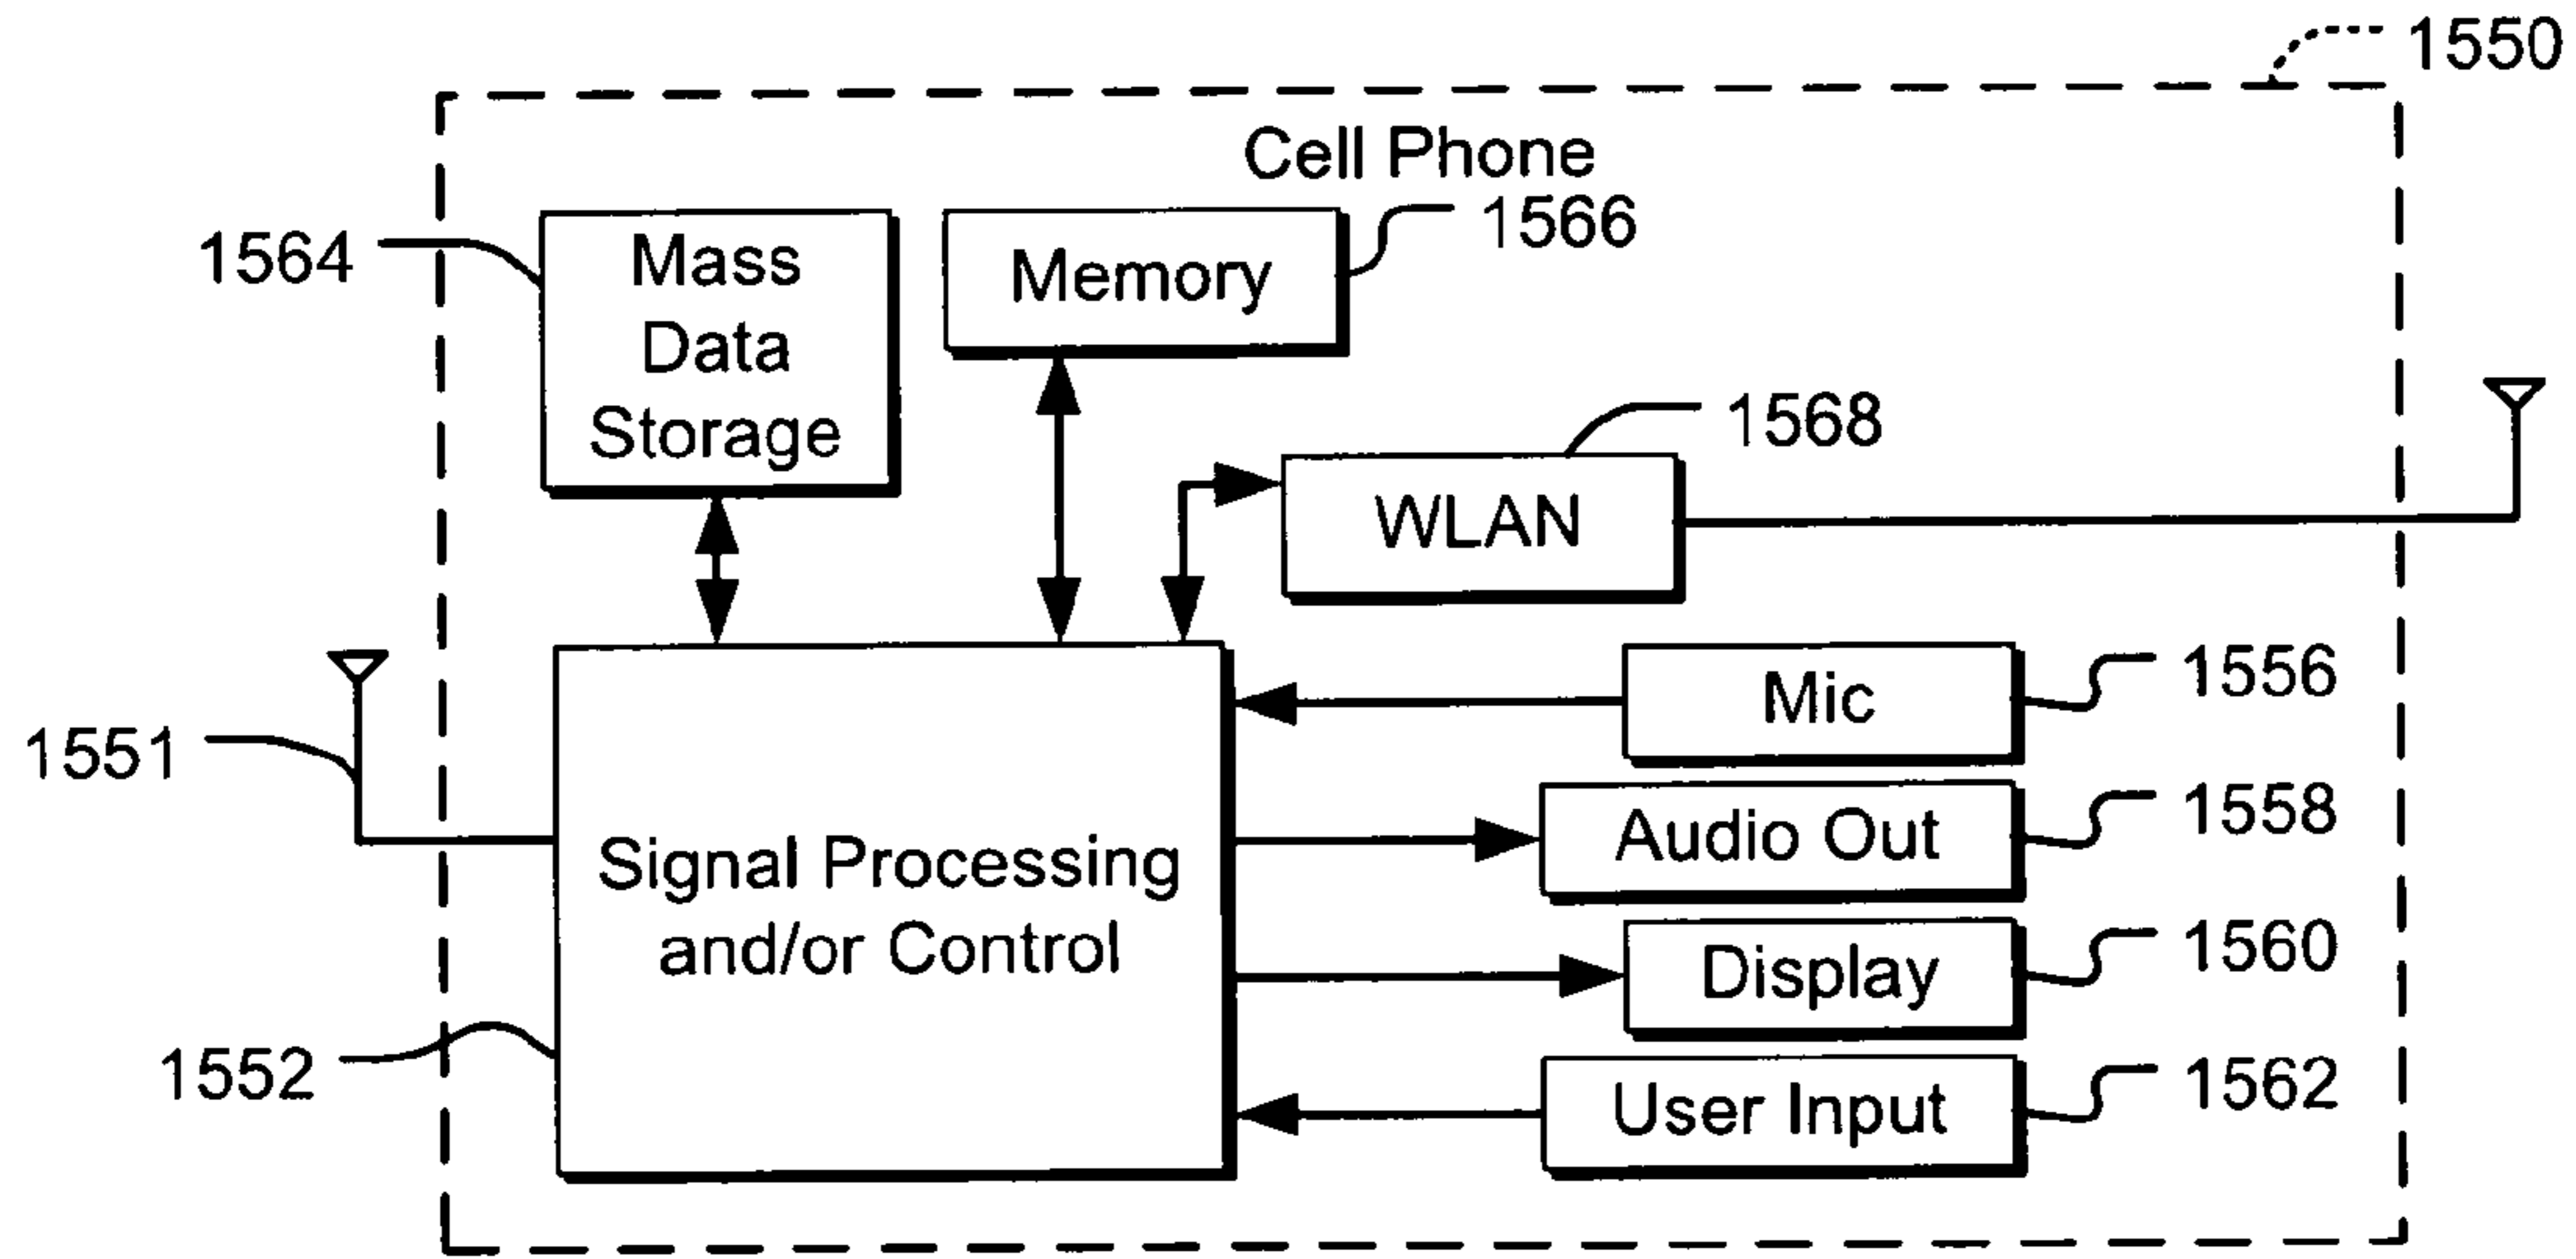 1550
Cell Phone
1566
1564
Mass
Data
Storage
Memory
1568
WLAN
1551
Mic
1556
Audio Out
1558
Signal Processing
and/or Control
Display
1560
1552
User Input
1562